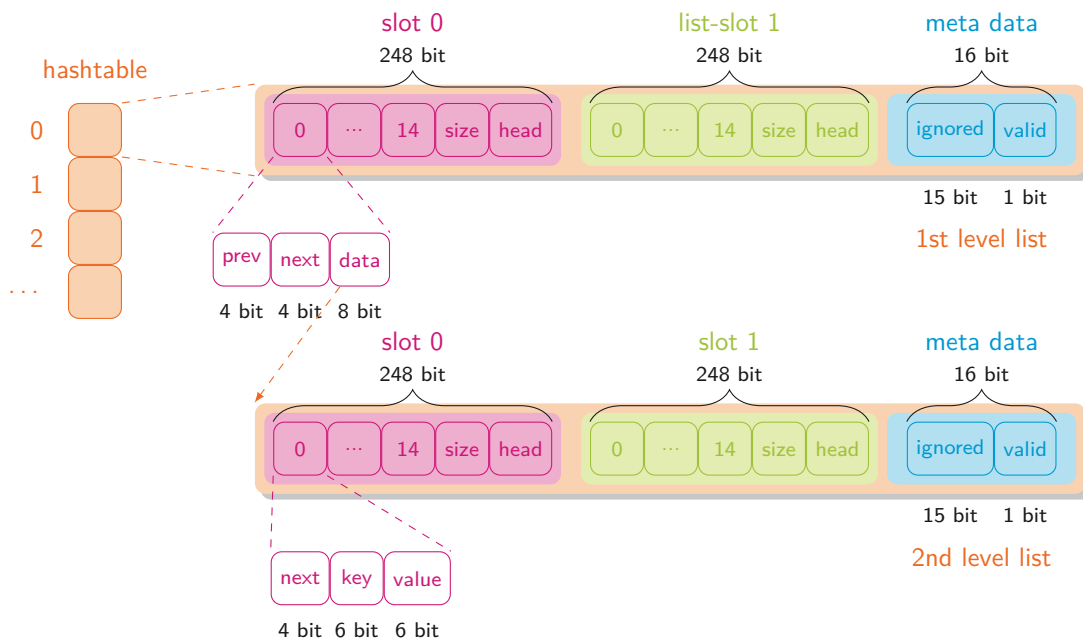 slot 0 list-slot 1 meta data
248 bit 248 bit 16 bit
hashtable
0 ... 14 size head 0 ... 14 size head ignored valid
0
1
2
...
15 bit 1 bit
1st level list
prev next data
4 bit 4 bit 8 bit
slot 0 slot 1 meta data
248 bit 248 bit 16 bit
0 ... 14 size head 0 ... 14 size head ignored valid
15 bit 1 bit
2nd level list
next key value
4 bit 6 bit 6 bit